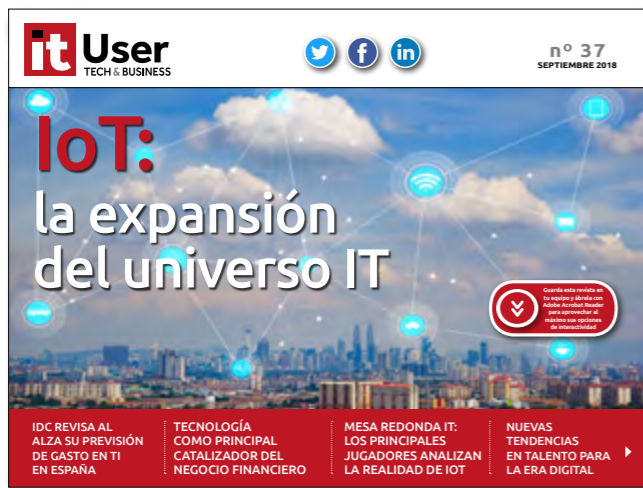 it User
TECH & BUSINESS
nº 37
SEPTIEMBRE 2018
IoT:
la expansión
del universo IT
Guarda esta revista en
tu equipo y ábrela con
Adobe Acrobat Reader
para aprovechar al
máximo sus opciones
de interactividad
IDC REVISA AL
ALZA SU PREVISIÓN
DE GASTO EN TI
EN ESPAÑA
TECNOLOGÍA
COMO PRINCIPAL
CATALIZADOR DEL
NEGOCIO FINANCIERO
MESA REDONDA IT:
LOS PRINCIPALES
JUGADORES ANALIZAN
LA REALIDAD DE IOT
NUEVAS
TENDENCIAS
EN TALENTO PARA
LA ERA DIGITAL